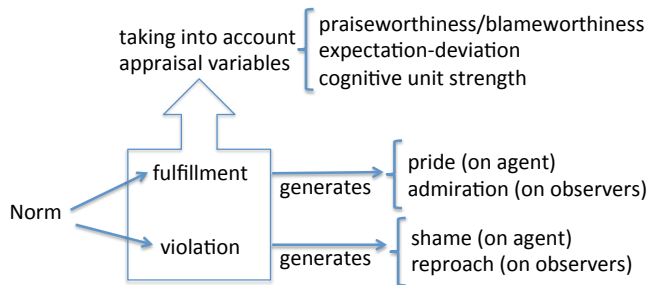 taking into account
appraisal variables
praiseworthiness/blameworthiness
expectation-deviation
cognitive unit strength
Norm
fulfillment
generates
pride (on agent)
admiration (on observers)
violation
generates
shame (on agent)
reproach (on observers)